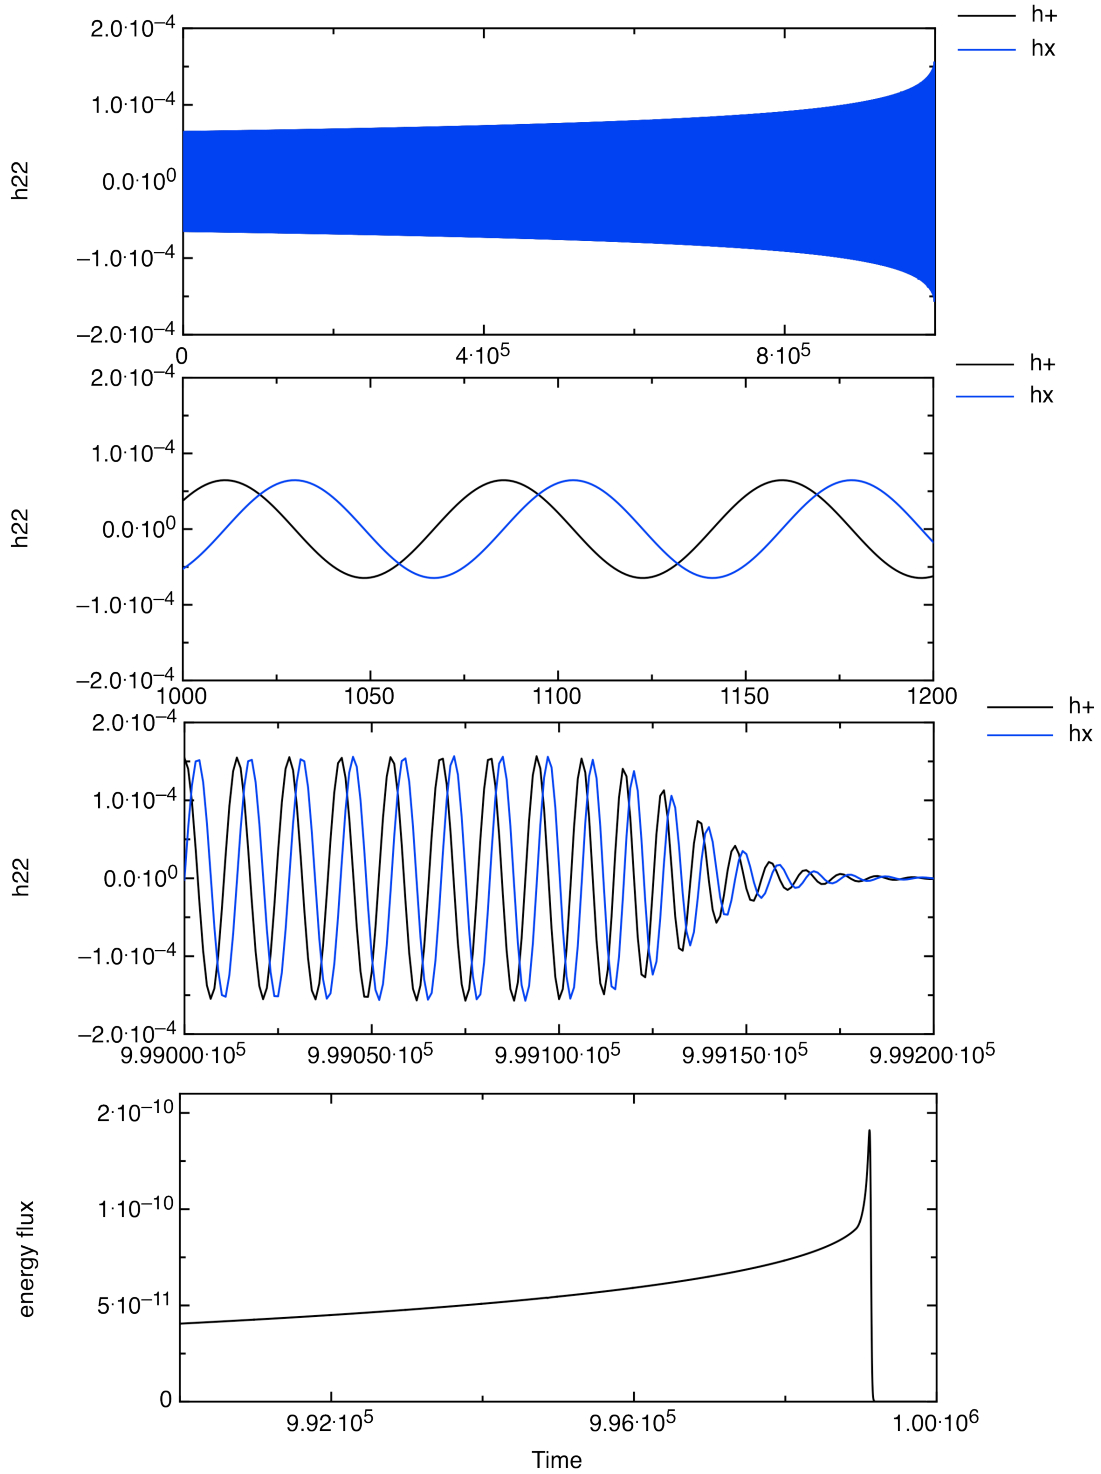 h+
hx
2.0·10⁻⁴
1.0·10⁻⁴
0.0·10⁰
−1.0·10⁻⁴
−2.0·10⁻⁴
h22
0 4·10⁵ 8·10⁵
h+
hx
2.0·10⁻⁴
1.0·10⁻⁴
0.0·10⁰
−1.0·10⁻⁴
−2.0·10⁻⁴
h22
1000 1050 1100 1150 1200
h+
hx
2.0·10⁻⁴
1.0·10⁻⁴
0.0·10⁰
−1.0·10⁻⁴
−2.0·10⁻⁴
h22
9.99000·10⁵ 9.99050·10⁵ 9.99100·10⁵ 9.99150·10⁵ 9.99200·10⁵
2·10⁻¹⁰
1·10⁻¹⁰
5·10⁻¹¹
0
energy flux
9.92·10⁵ 9.96·10⁵ 1.00·10⁶
Time